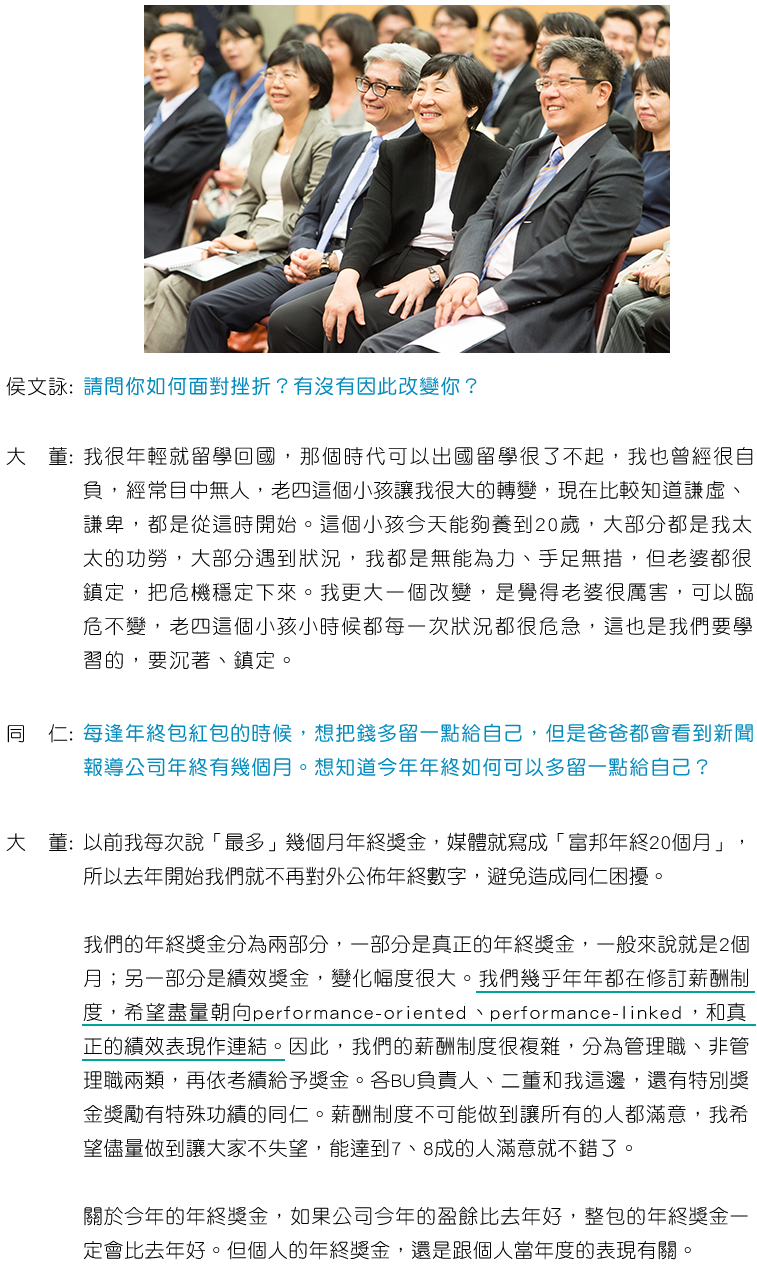 侯文詠: 請問你如何面對挫折？有沒有因此改變你？
大　董: 我很年輕就留學回國，那個時代可以出國留學很了不起，我也曾經很自
負，經常目中無人，老四這個小孩讓我很大的轉變，現在比較知道謙虛、
謙卑，都是從這時開始。這個小孩今天能夠養到20歲，大部分都是我太
太的功勞，大部分遇到狀況，我都是無能為力、手足無措，但老婆都很
鎮定，把危機穩定下來。我更大一個改變，是覺得老婆很厲害，可以臨
危不變，老四這個小孩小時候都每一次狀況都很危急，這也是我們要學
習的，要沉著、鎮定。
同　仁: 每逢年終包紅包的時候，想把錢多留一點給自己，但是爸爸都會看到新聞
報導公司年終有幾個月。想知道今年年終如何可以多留一點給自己？
大　董: 以前我每次說「最多」幾個月年終獎金，媒體就寫成「富邦年終20個月」，
所以去年開始我們就不再對外公佈年終數字，避免造成同仁困擾。
我們的年終獎金分為兩部分，一部分是真正的年終獎金，一般來說就是2個
月；另一部分是績效獎金，變化幅度很大。我們幾乎年年都在修訂薪酬制
度，希望盡量朝向performance-oriented、performance-linked，和真
正的績效表現作連結。因此，我們的薪酬制度很複雜，分為管理職、非管
理職兩類，再依考績給予獎金。各BU負責人、二董和我這邊，還有特別獎
金獎勵有特殊功績的同仁。薪酬制度不可能做到讓所有的人都滿意，我希
望儘量做到讓大家不失望，能達到7、8成的人滿意就不錯了。
關於今年的年終獎金，如果公司今年的盈餘比去年好，整包的年終獎金一
定會比去年好。但個人的年終獎金，還是跟個人當年度的表現有關。